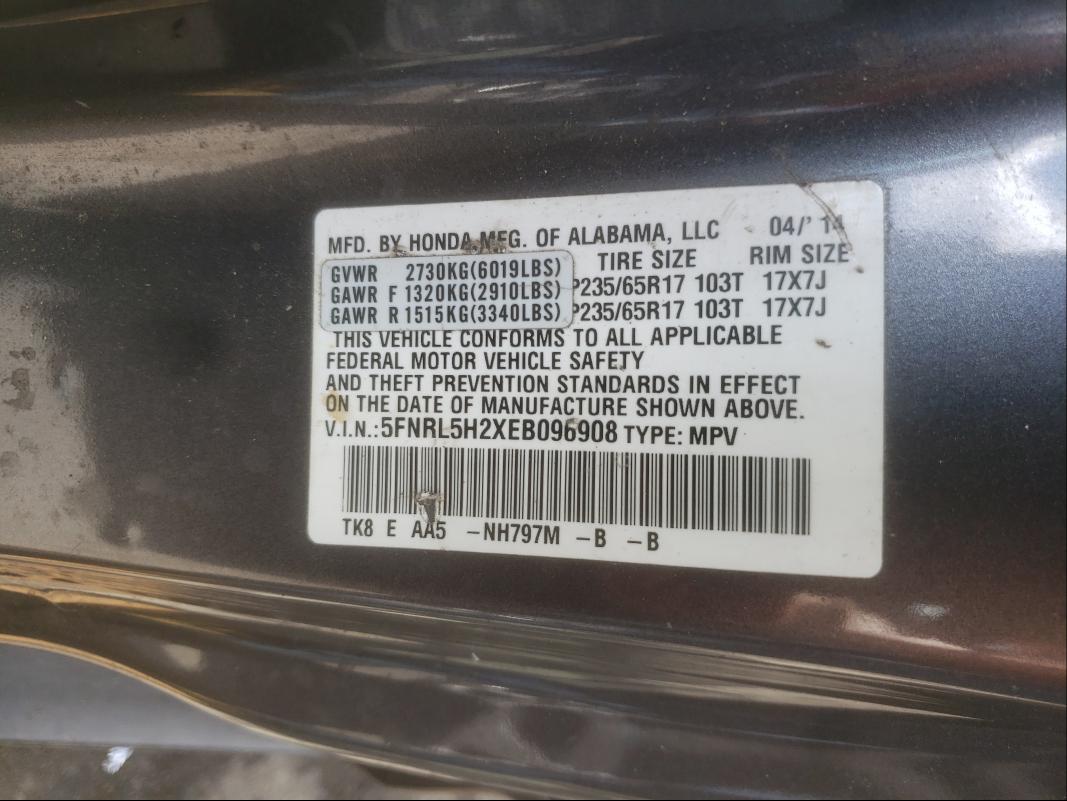 MFD. BY HONDA MFG. OF ALABAMA, LLC 04/'14
GVWR 2730KG(6019LBS) TIRE SIZE RIM SIZE
GAWR F 1320KG(2910LBS) P235/65R17 103T 17X7J
GAWR R 1515KG(3340LBS) P235/65R17 103T 17X7J
THIS VEHICLE CONFORMS TO ALL APPLICABLE
FEDERAL MOTOR VEHICLE SAFETY
AND THEFT PREVENTION STANDARDS IN EFFECT
ON THE DATE OF MANUFACTURE SHOWN ABOVE.
V.I.N.:5FNRL5H2XEB096908 TYPE: MPV
TK8 E AA5 -NH797M -B -B